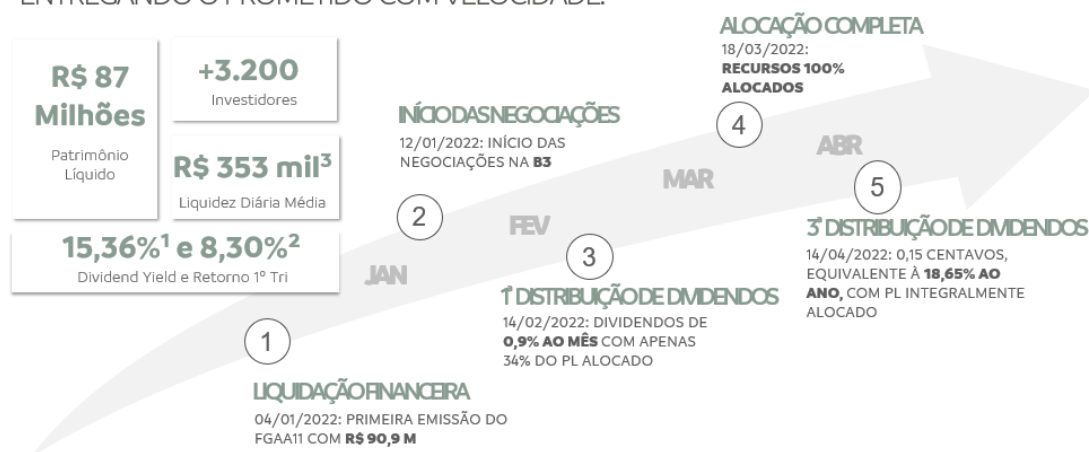 ENTREGANDO O PROMETIDO COM VELOCIDADE:
R$ 87
Milhões
Patrimônio
Líquido
+3.200
Investidores
R$ 353 mil³
Liquidez Diária Média
15,36%¹ e 8,30%²
Dividend Yield e Retorno 1º Tri
1
LIQUIDAÇÃO FINANCEIRA
04/01/2022: PRIMEIRA EMISSÃO DO
FGAA11 COM R$ 90,9 M
JAN
2
INÍCIO DAS NEGOCIAÇÕES
12/01/2022: INÍCIO DAS
NEGOCIAÇÕES NA B3
FEV
3
1ª DISTRIBUIÇÃO DE DIVIDENDOS
14/02/2022: DIVIDENDOS DE
0,9% AO MÊS COM APENAS
34% DO PL ALOCADO
MAR
4
ALOCAÇÃO COMPLETA
18/03/2022:
RECURSOS 100%
ALOCADOS
ABR
5
3ª DISTRIBUIÇÃO DE DIVIDENDOS
14/04/2022: 0,15 CENTAVOS,
EQUIVALENTE À 18,65% AO
ANO, COM PL INTEGRALMENTE
ALOCADO